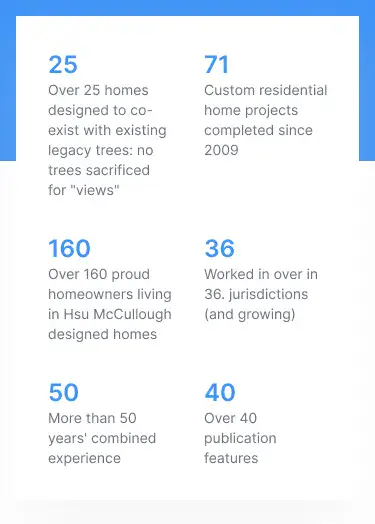 25
Over 25 homes
designed to co-
exist with existing
legacy trees: no
trees sacrificed
for "views"
71
Custom residential
home projects
completed since
2009
160
Over 160 proud
homeowners living
in Hsu McCullough
designed homes
36
Worked in over in
36. jurisdictions
(and growing)
50
More than 50
years' combined
experience
40
Over 40
publication
features